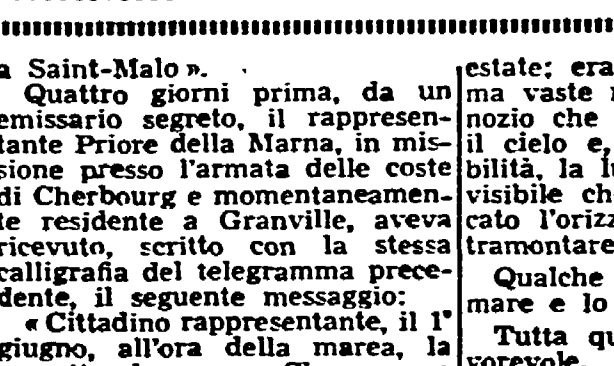 a Saint-Malo ».
Quattro giorni prima, da un
emissario segreto, il rappresen-
tante Priore della Marna, in mis-
sione presso l'armata delle coste
di Cherbourg e momentaneamen-
te residente a Granville, aveva
ricevuto, scritto con la stessa
calligrafia del telegramma prece-
dente, il seguente messaggio:
« Cittadino rappresentante, il 1°
giugno, all'ora della marea, la
estate; era
ma vaste
nozio che
il cielo e,
bilità, la
visibile ch
cato l'orizz
tramontare
Qualche
mare e lo
Tutta qu
vorevole.